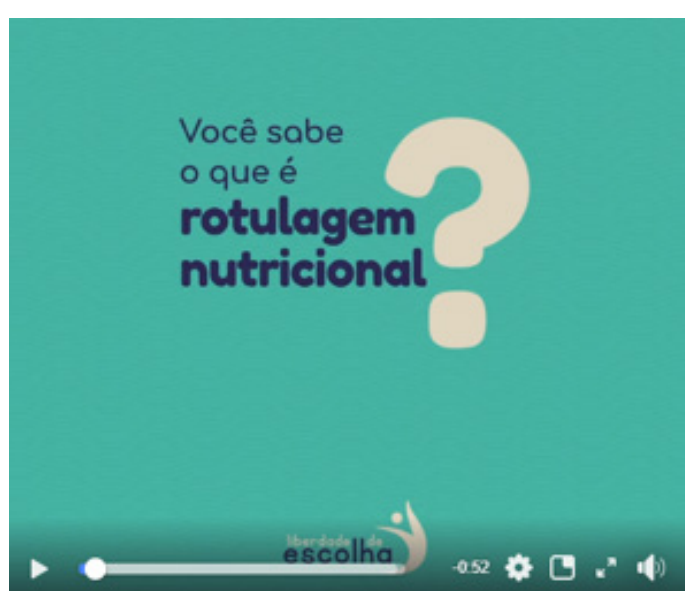 Você sabe
o que é
rotulagem
nutricional
?
liberdade de
escolha
-0:52